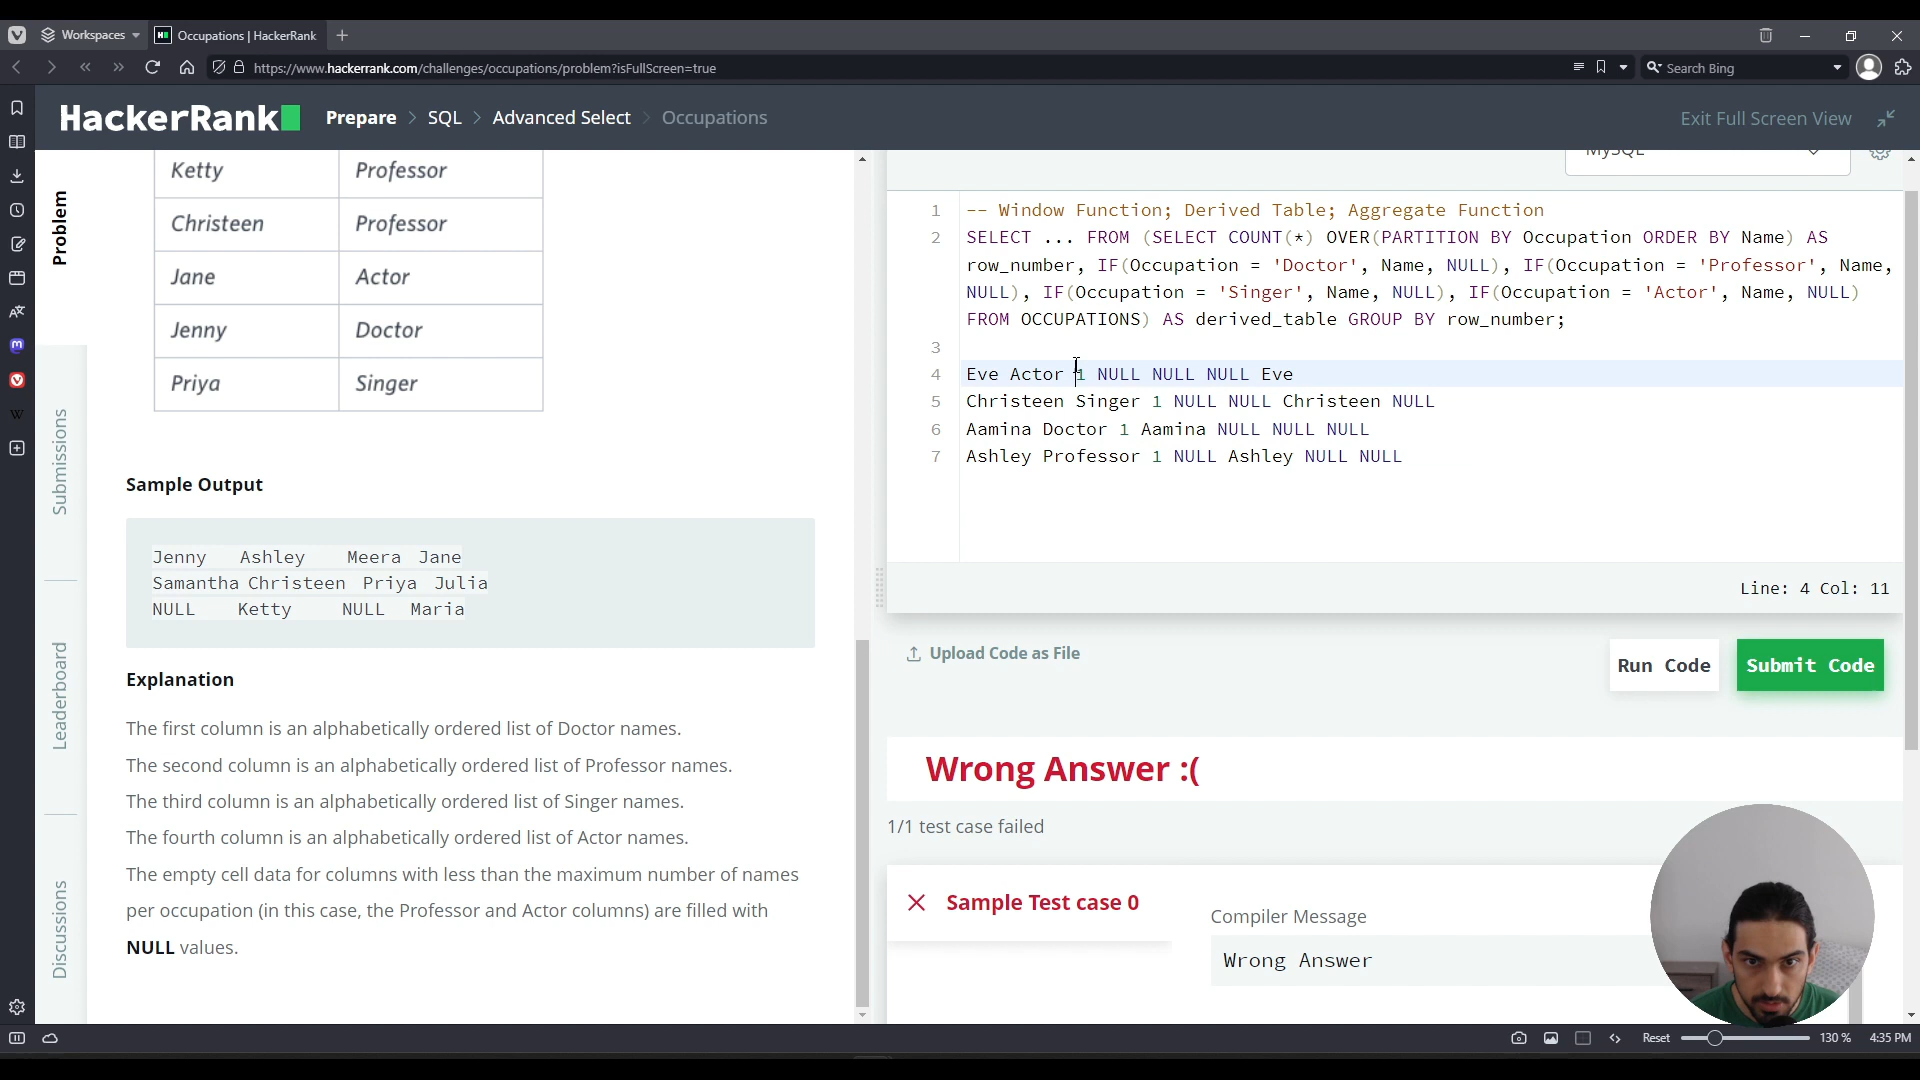 Workspaces
Occupations | HackerRank
https://www.hackerrank.com/challenges/occupations/problem?isFullScreen=true
Search Bing
HackerRank
Prepare > SQL > Advanced Select > Occupations
Exit Full Screen View
Problem
Submissions
Leaderboard
Discussions
Ketty Professor
Christeen Professor
Jane Actor
Jenny Doctor
Priya Singer
Sample Output
Jenny Ashley Meera Jane
Samantha Christeen Priya Julia
NULL Ketty NULL Maria
Explanation
The first column is an alphabetically ordered list of Doctor names.
The second column is an alphabetically ordered list of Professor names.
The third column is an alphabetically ordered list of Singer names.
The fourth column is an alphabetically ordered list of Actor names.
The empty cell data for columns with less than the maximum number of names
per occupation (in this case, the Professor and Actor columns) are filled with
NULL values.
MySQL
1 -- Window Function; Derived Table; Aggregate Function
2 SELECT ... FROM (SELECT COUNT(*) OVER(PARTITION BY Occupation ORDER BY Name) AS
row_number, IF(Occupation = 'Doctor', Name, NULL), IF(Occupation = 'Professor', Name,
NULL), IF(Occupation = 'Singer', Name, NULL), IF(Occupation = 'Actor', Name, NULL)
FROM OCCUPATIONS) AS derived_table GROUP BY row_number;
3
4 Eve Actor 1 NULL NULL NULL Eve
5 Christeen Singer 1 NULL NULL Christeen NULL
6 Aamina Doctor 1 Aamina NULL NULL NULL
7 Ashley Professor 1 NULL Ashley NULL NULL
Line: 4 Col: 11
Upload Code as File
Run Code
Submit Code
Wrong Answer :(
1/1 test case failed
Sample Test case 0
Compiler Message
Wrong Answer
Reset
130 %
4:35 PM